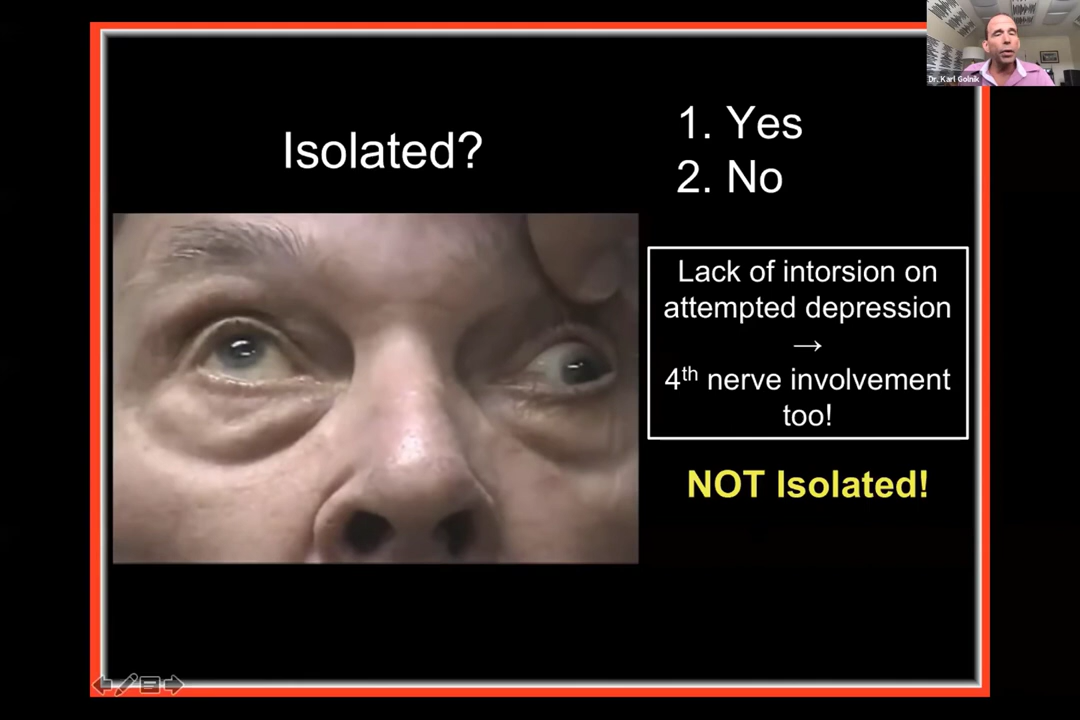 Dr. Karl Golnik
Isolated?
1. Yes
2. No
Lack of intorsion on
attempted depression
→
4th nerve involvement
too!
NOT Isolated!